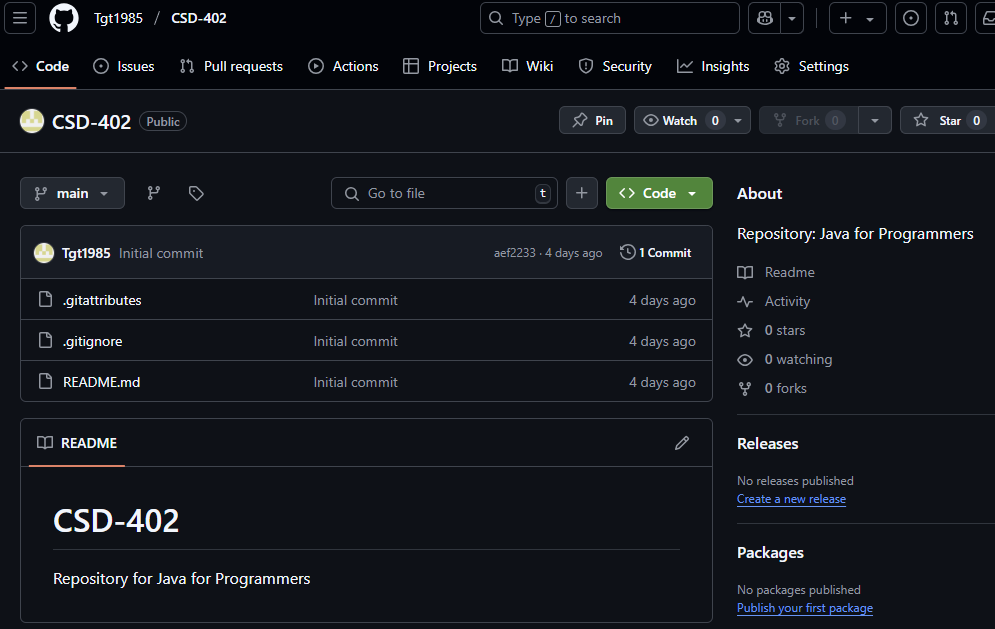 Tgt1985 / CSD-402
Type / to search
Code Issues Pull requests Actions Projects Wiki Security Insights Settings
CSD-402 Public
Pin Watch 0 Fork 0 Star 0
main
Go to file t
Code
Tgt1985 Initial commit aef2233 · 4 days ago 1 Commit
.gitattributes Initial commit 4 days ago
.gitignore Initial commit 4 days ago
README.md Initial commit 4 days ago
README
CSD-402
Repository for Java for Programmers
About
Repository: Java for Programmers
Readme
Activity
0 stars
0 watching
0 forks
Releases
No releases published
Create a new release
Packages
No packages published
Publish your first package